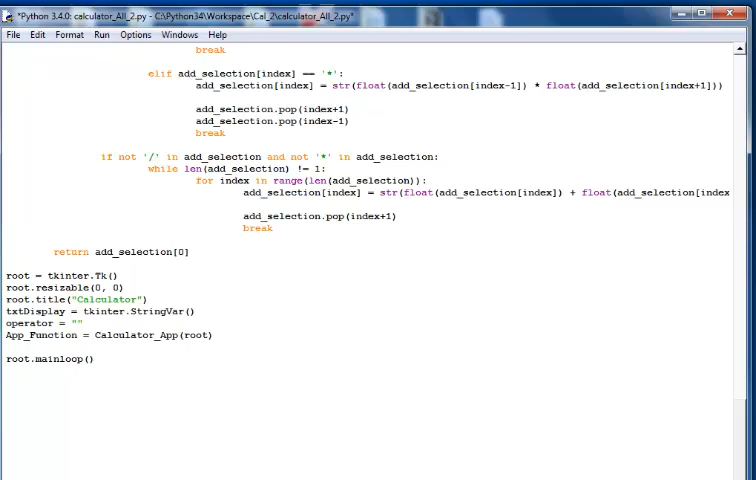 *Python 3.4.0: calculator_All_2.py - C:\Python34\Workspace\Cal_2\calculator_All_2.py*
File Edit Format Run Options Windows Help
break
elif add_selection[index] == '*':
add_selection[index] = str(float(add_selection[index-1]) * float(add_selection[index+1]))
add_selection.pop(index+1)
add_selection.pop(index-1)
break
if not '/' in add_selection and not '*' in add_selection:
while len(add_selection) != 1:
for index in range(len(add_selection)):
add_selection[index] = str(float(add_selection[index]) + float(add_selection[index
add_selection.pop(index+1)
break
return add_selection[0]
root = tkinter.Tk()
root.resizable(0, 0)
root.title("Calculator")
txtDisplay = tkinter.StringVar()
operator = ""
App_Function = Calculator_App(root)
root.mainloop()